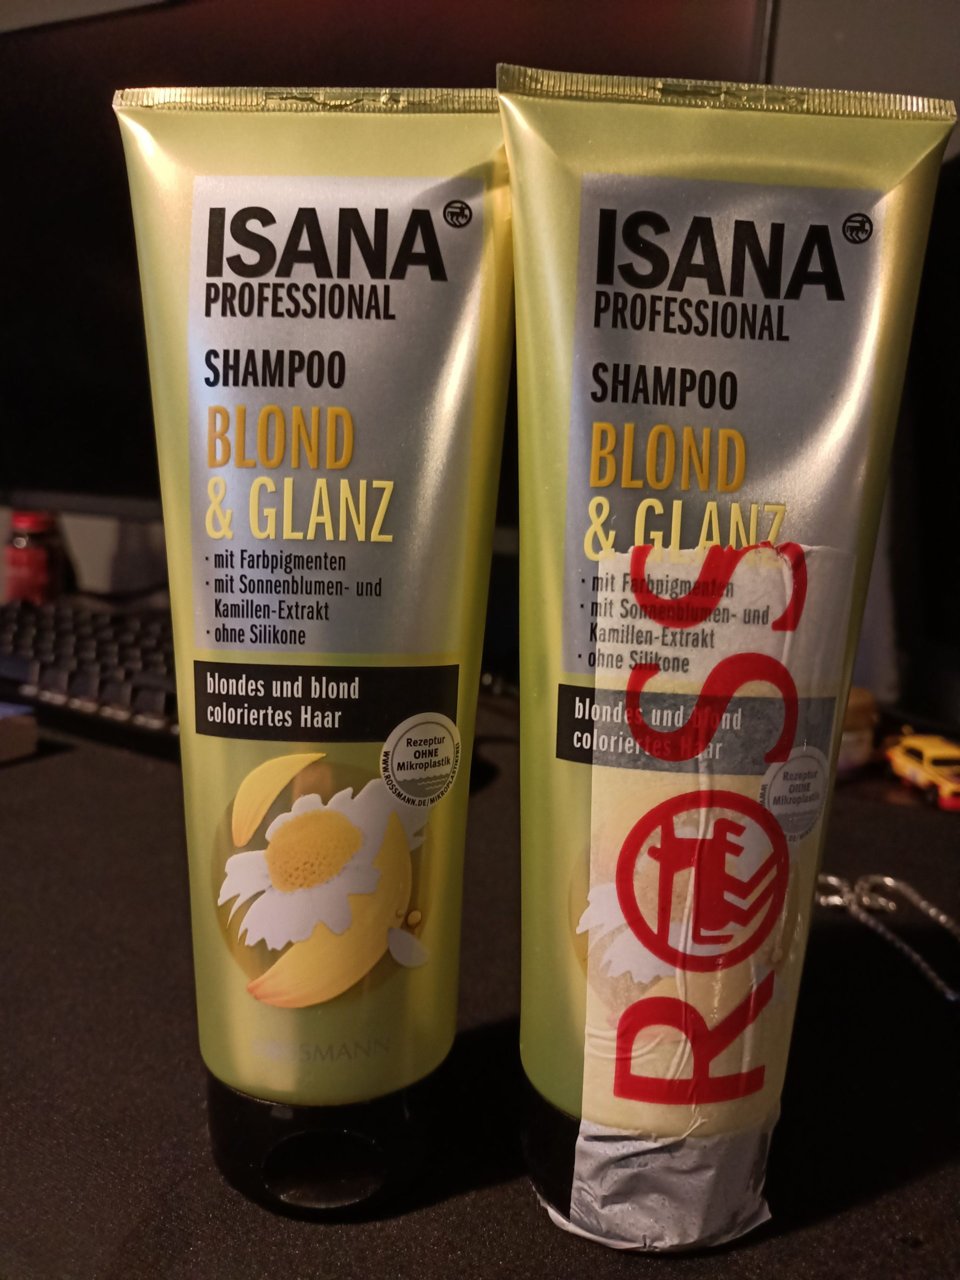 ISANA
PROFESSIONAL
SHAMPOO
BLOND
& GLANZ
· mit Farbpigmenten
· mit Sonnenblumen- und
Kamillen-Extrakt
· ohne Silikone
blondes und blond
coloriertes Haar
Rezeptur
OHNE
Mikroplastik
WWW.ROSSMANN.DE/MIKROPLASTIKFREI
ROSSMANN
ISANA
PROFESSIONAL
SHAMPOO
BLOND
& GLANZ
· mit Farbpigmenten
· mit Sonnenblumen- und
Kamillen-Extrakt
· ohne Silikone
blondes und blond
coloriertes Haar
Rezeptur
OHNE
Mikroplastik
ROSS